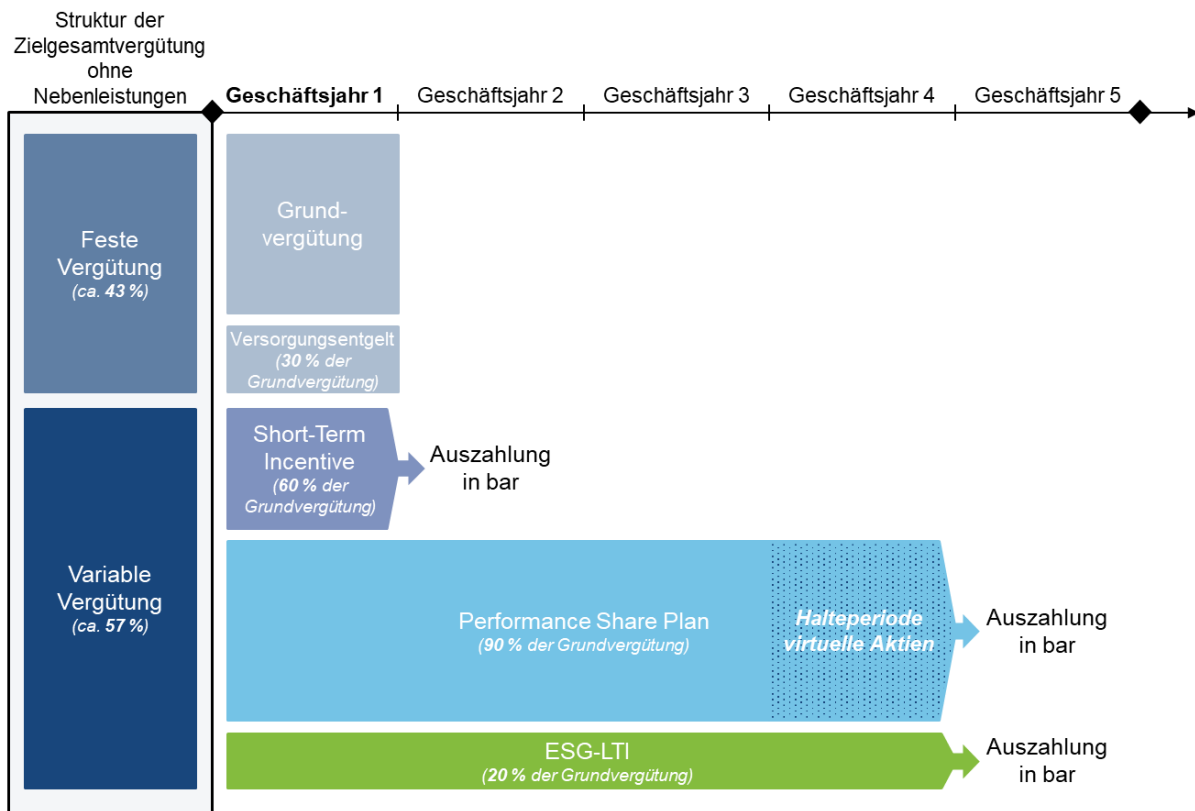 Struktur der
Zielgesamtvergütung
ohne
Nebenleistungen
Geschäftsjahr 1
Geschäftsjahr 2
Geschäftsjahr 3
Geschäftsjahr 4
Geschäftsjahr 5
Feste
Vergütung
(ca. 43 %)
Grund-
vergütung
Versorgungsentgelt
(30 % der
Grundvergütung)
Variable
Vergütung
(ca. 57 %)
Short-Term
Incentive
(60 % der
Grundvergütung)
Auszahlung
in bar
Performance Share Plan
(90 % der Grundvergütung)
Halteperiode
virtuelle Aktien
Auszahlung
in bar
ESG-LTI
(20 % der Grundvergütung)
Auszahlung
in bar